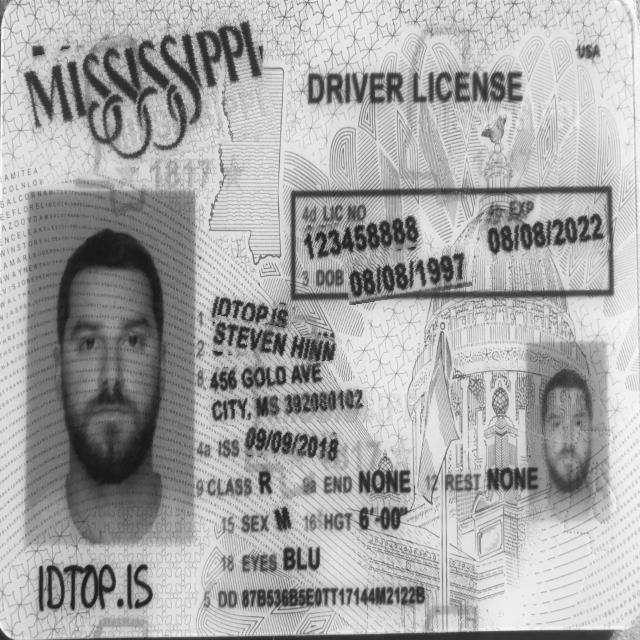 MISSISSIPPI
USA
DRIVER LICENSE
1817
4d LIC NO
123458888
EXP
08/08/2022
3 DOB 08/08/1997
1 IDTOP.IS
2 STEVEN HINN
8 456 GOLD AVE
CITY, MS 392080102
4a ISS 09/09/2018
9 CLASS R 9a END NONE 12 REST NONE
15 SEX M 16 HGT 6'-00"
18 EYES BLU
5 DD 87B536B5E0TT17144M2122B
IDTOP.IS